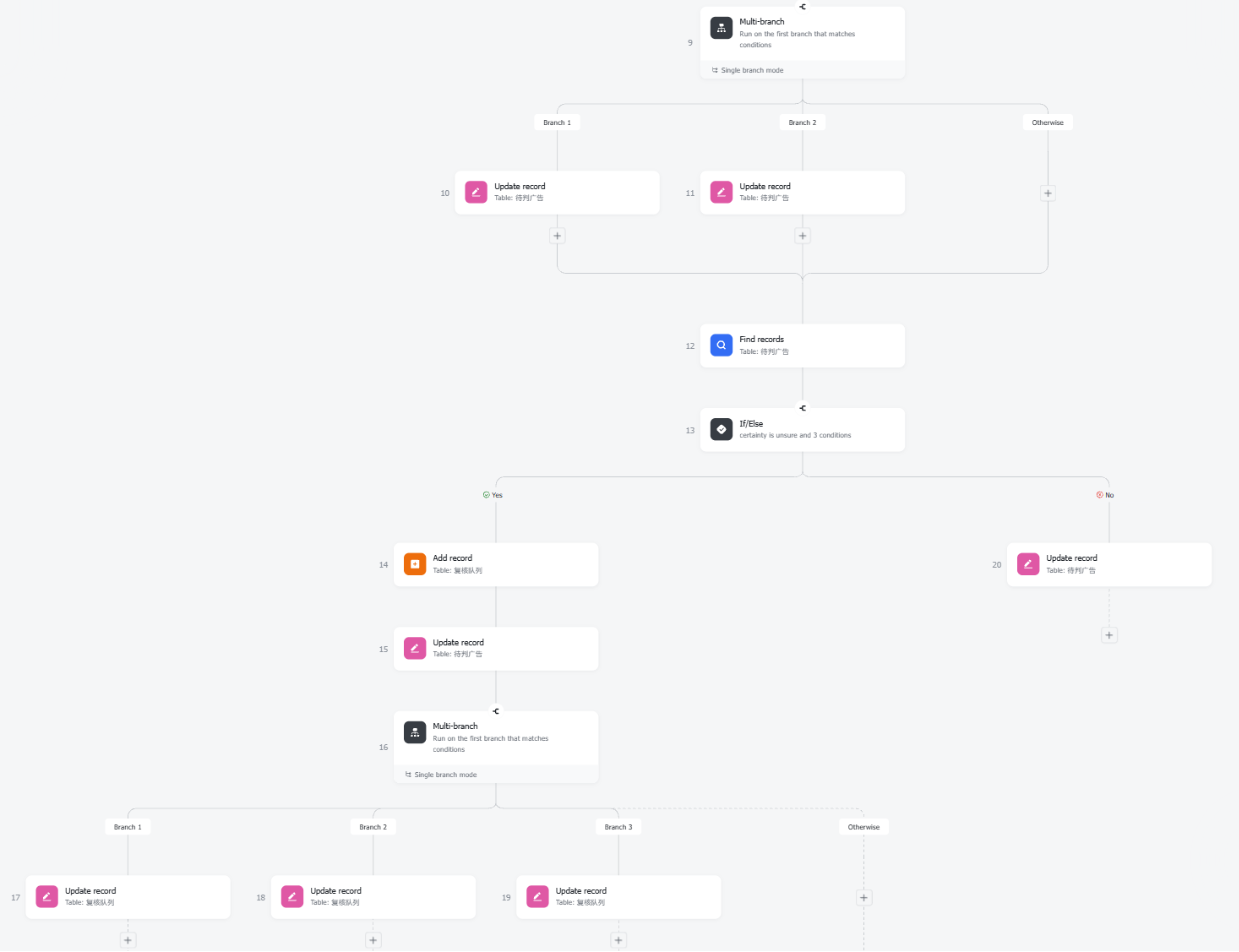 Multi-branch
Run on the first branch that matches
conditions
9
Single branch mode
Branch 1
Branch 2
Otherwise
10
Update record
Table: 待判广告
11
Update record
Table: 待判广告
12
Find records
Table: 待判广告
13
If/Else
certainty is unsure and 3 conditions
Yes
No
14
Add record
Table: 复核队列
20
Update record
Table: 待判广告
15
Update record
Table: 待判广告
16
Multi-branch
Run on the first branch that matches
conditions
Single branch mode
Branch 1
Branch 2
Branch 3
Otherwise
17
Update record
Table: 复核队列
18
Update record
Table: 复核队列
19
Update record
Table: 复核队列